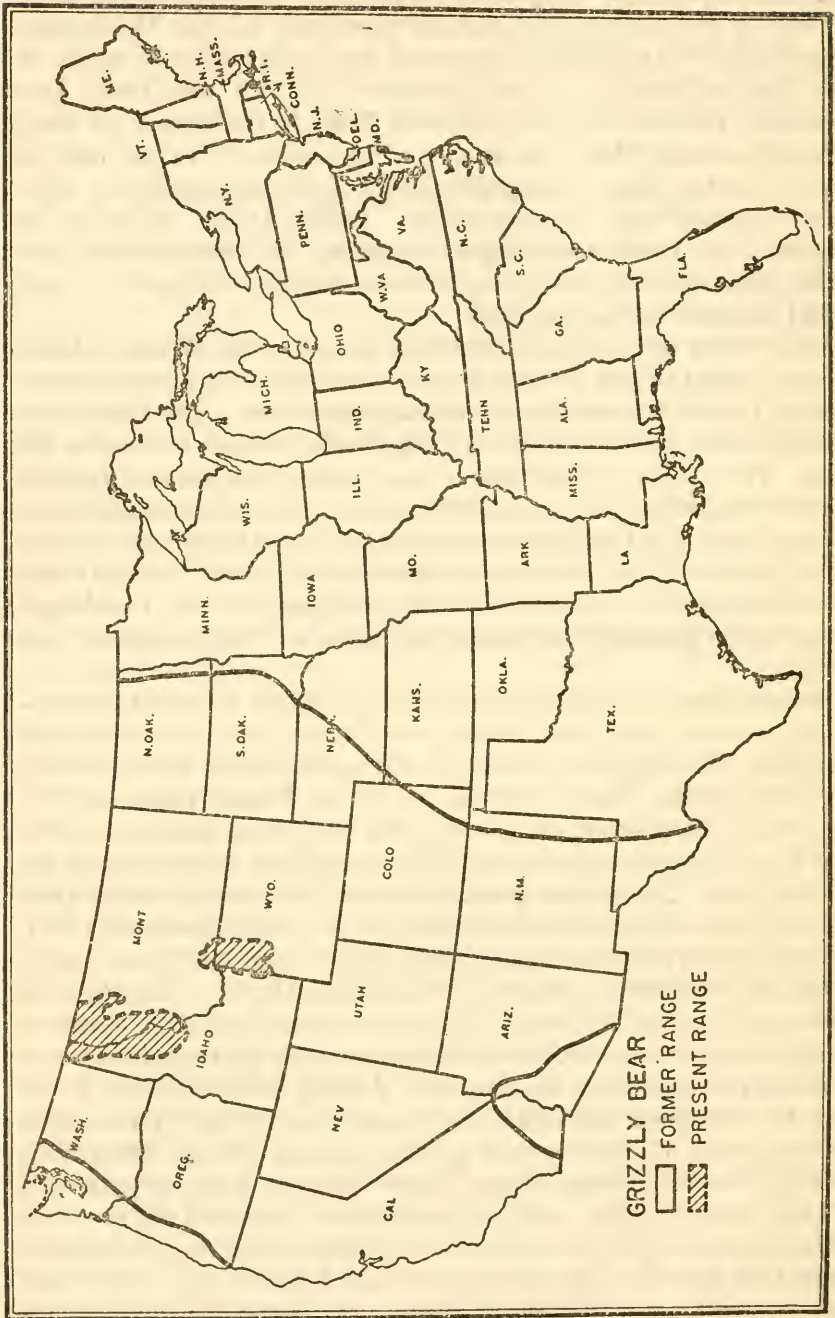 WASH.
OREG.
CAL
NEV
IDAHO
MONT
WYO.
UTAH
ARIZ.
COLO
N.M.
N.DAK.
S.DAK.
NEBR.
KANS.
OKLA.
TEX.
MINN.
IOWA
MO.
ARK
LA
WIS.
ILL.
MICH.
IND.
OHIO
KY
TENN
MISS.
ALA.
GA.
FLA.
S.C.
N.C.
VA.
W.VA
PENN.
N.Y.
VT.
ME.
N.H.
MASS.
R.I.
CONN.
N.J.
DEL.
MD.
GRIZZLY BEAR
FORMER RANGE
PRESENT RANGE